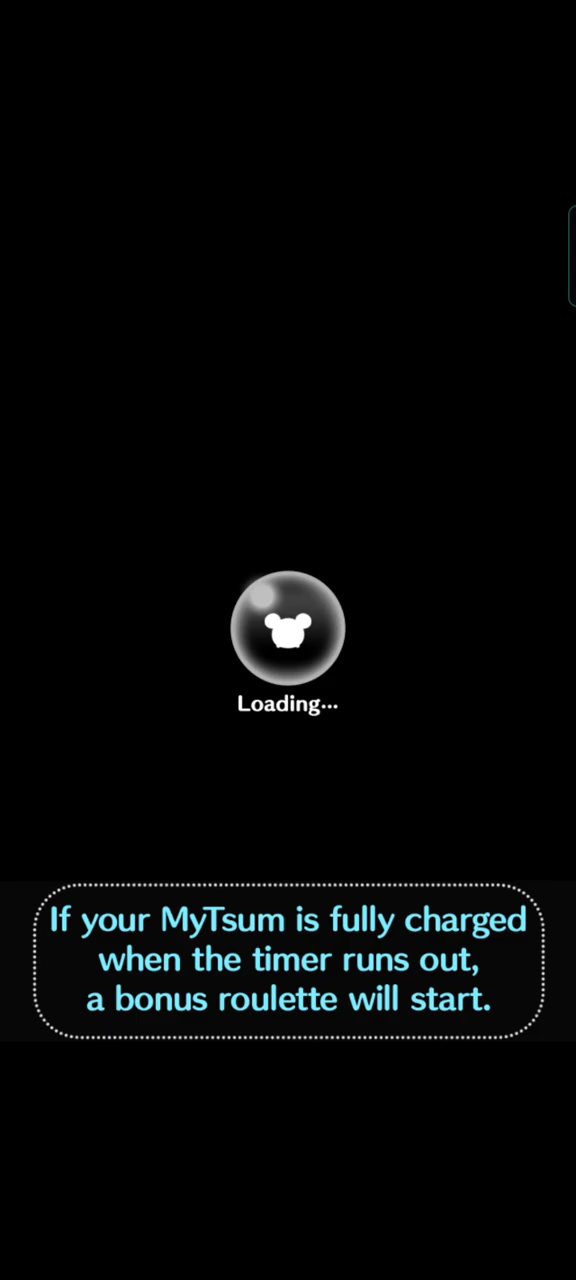 Loading···
If your MyTsum is fully charged
when the timer runs out,
a bonus roulette will start.